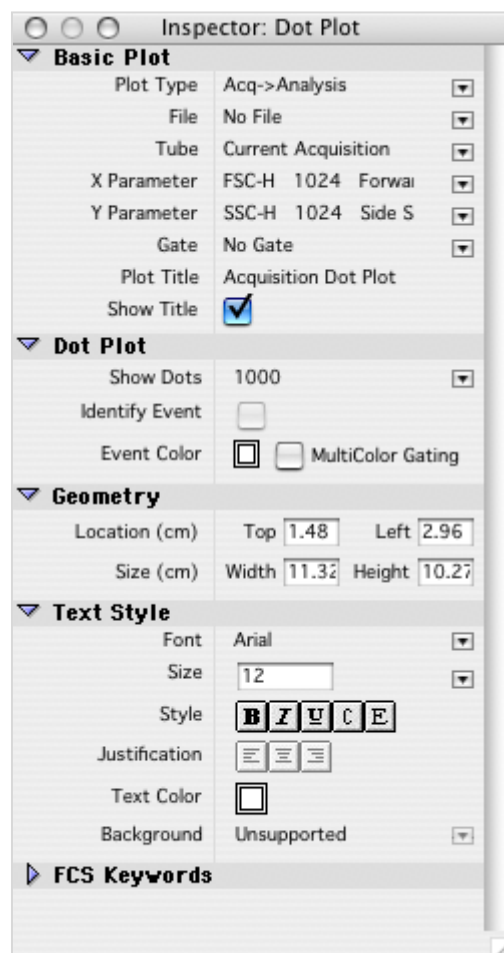 Inspector: Dot Plot
Basic Plot
Plot Type Acq->Analysis
File No File
Tube Current Acquisition
X Parameter FSC-H 1024 Forwar
Y Parameter SSC-H 1024 Side S
Gate No Gate
Plot Title Acquisition Dot Plot
Show Title
Dot Plot
Show Dots 1000
Identify Event
Event Color MultiColor Gating
Geometry
Location (cm) Top 1.48 Left 2.96
Size (cm) Width 11.32 Height 10.27
Text Style
Font Arial
Size 12
Style B I U C E
Justification
Text Color
Background Unsupported
FCS Keywords